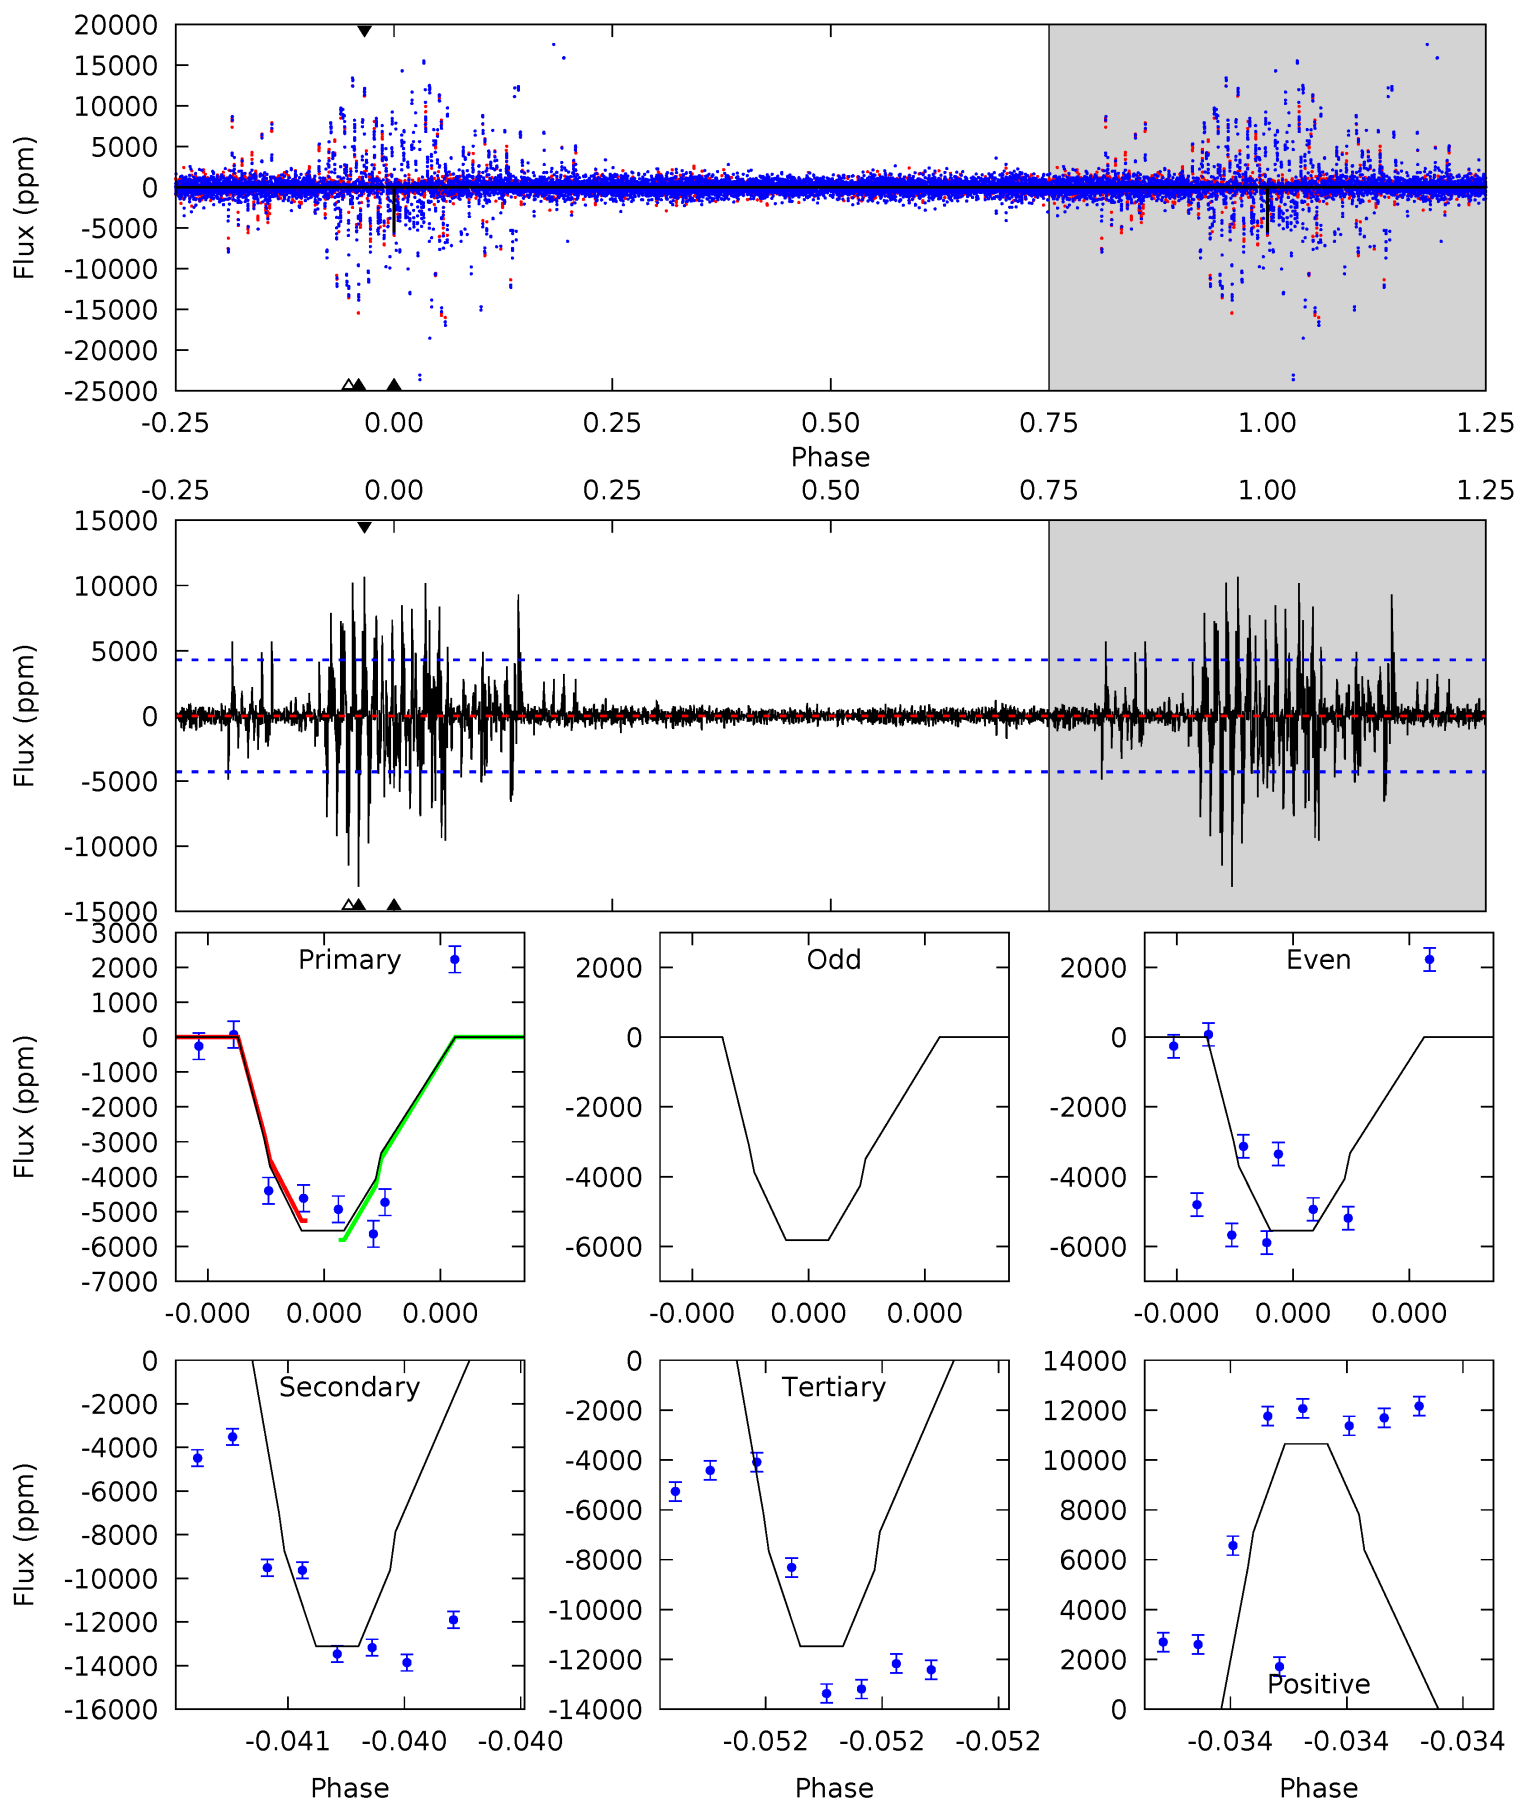 20000
15000
10000
5000
0
-5000
-10000
-15000
-20000
-25000
Flux (ppm)
-0.25 0.00 0.25 0.50 0.75 1.00 1.25
Phase
-0.25 0.00 0.25 0.50 0.75 1.00 1.25
15000
10000
5000
0
-5000
-10000
-15000
Flux (ppm)
3000
2000
1000
0
-1000
-2000
-3000
-4000
-5000
-6000
-7000
Flux (ppm)
Primary
-0.000 0.000 0.000
2000
0
-2000
-4000
-6000
Odd
-0.000 0.000 0.000
2000
0
-2000
-4000
-6000
Even
-0.000 0.000 0.000
0
-2000
-4000
-6000
-8000
-10000
-12000
-14000
-16000
Flux (ppm)
Secondary
-0.041 -0.040 -0.040
Phase
0
-2000
-4000
-6000
-8000
-10000
-12000
-14000
Tertiary
-0.052 -0.052 -0.052
Phase
14000
12000
10000
8000
6000
4000
2000
0
Positive
-0.034 -0.034 -0.034
Phase